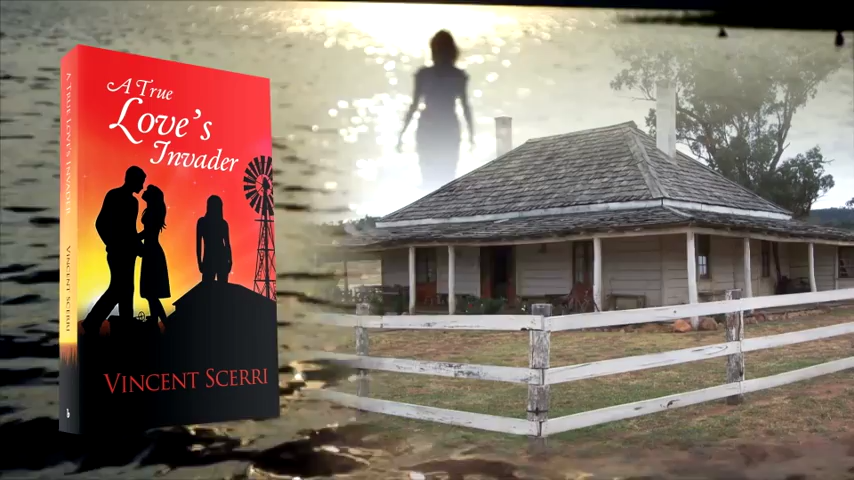 A TRUE LOVE'S INVADER
VINCENT SCERRI
A True
Love's
Invader
VINCENT SCERRI